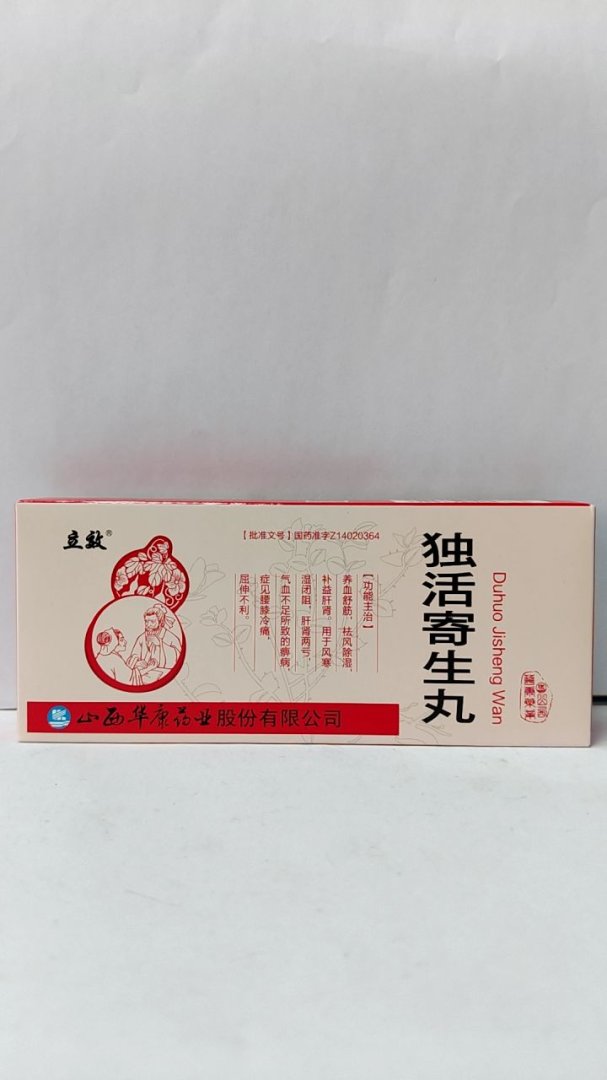 立效®
【批准文号】国药准字Z14020364
独活寄生丸
Duhuo Jisheng Wan
【功能主治】
养血舒筋，祛风除湿，
补益肝肾。用于风寒
湿闭阻，肝肾两亏，
气血不足所致的痹病，
症见腰膝冷痛，
屈伸不利。
山西华康药业股份有限公司